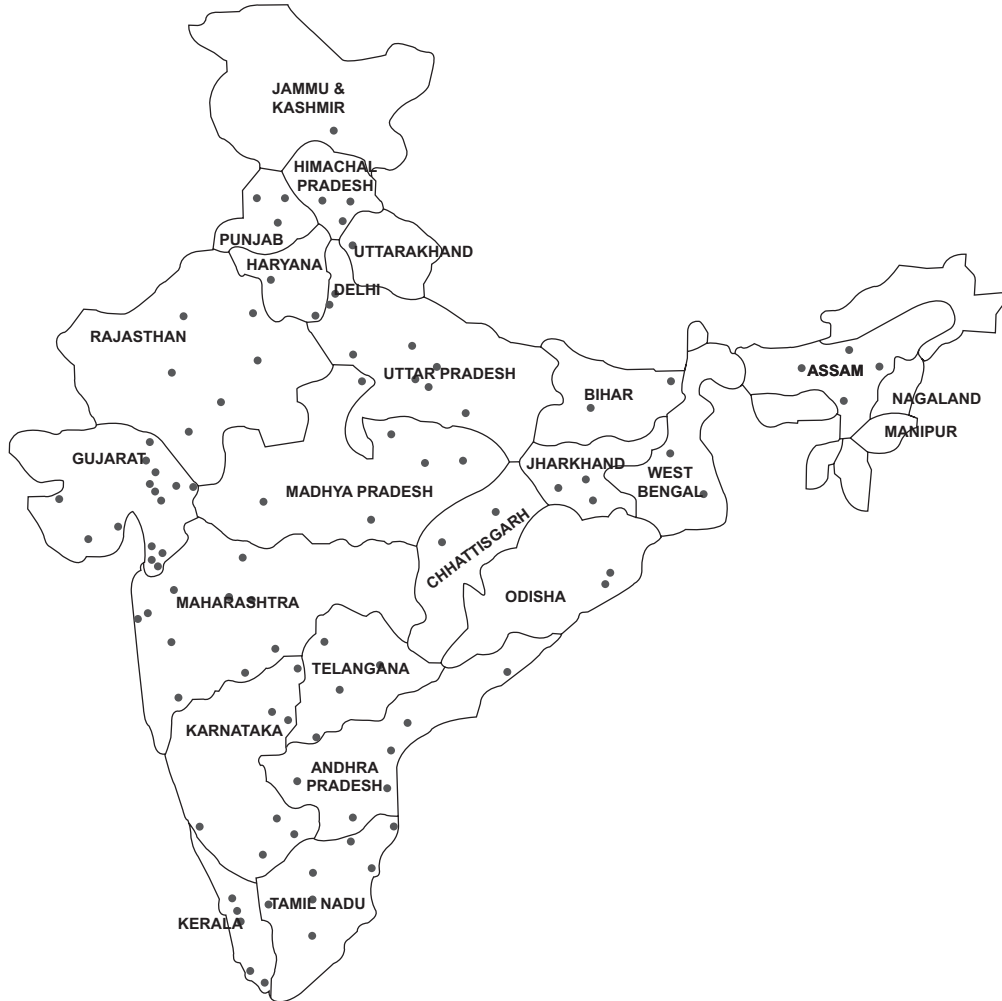 JAMMU &
KASHMIR
HIMACHAL
PRADESH
PUNJAB
UTTARAKHAND
HARYANA
DELHI
RAJASTHAN
UTTAR PRADESH
ASSAM
BIHAR
NAGALAND
MANIPUR
GUJARAT
JHARKHAND
WEST
BENGAL
MADHYA PRADESH
CHHATTISGARH
ODISHA
MAHARASHTRA
TELANGANA
KARNATAKA
ANDHRA
PRADESH
TAMIL NADU
KERALA